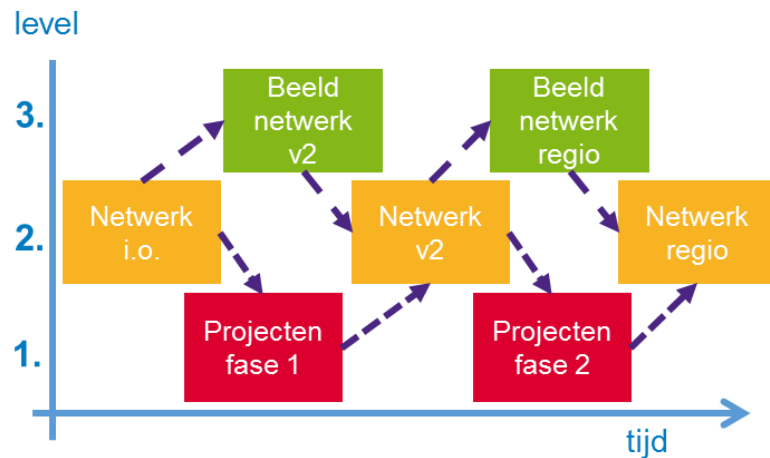 level
3.
Beeld
netwerk
v2
Beeld
netwerk
regio
2.
Netwerk
i.o.
Netwerk
v2
Netwerk
regio
1.
Projecten
fase 1
Projecten
fase 2
tijd